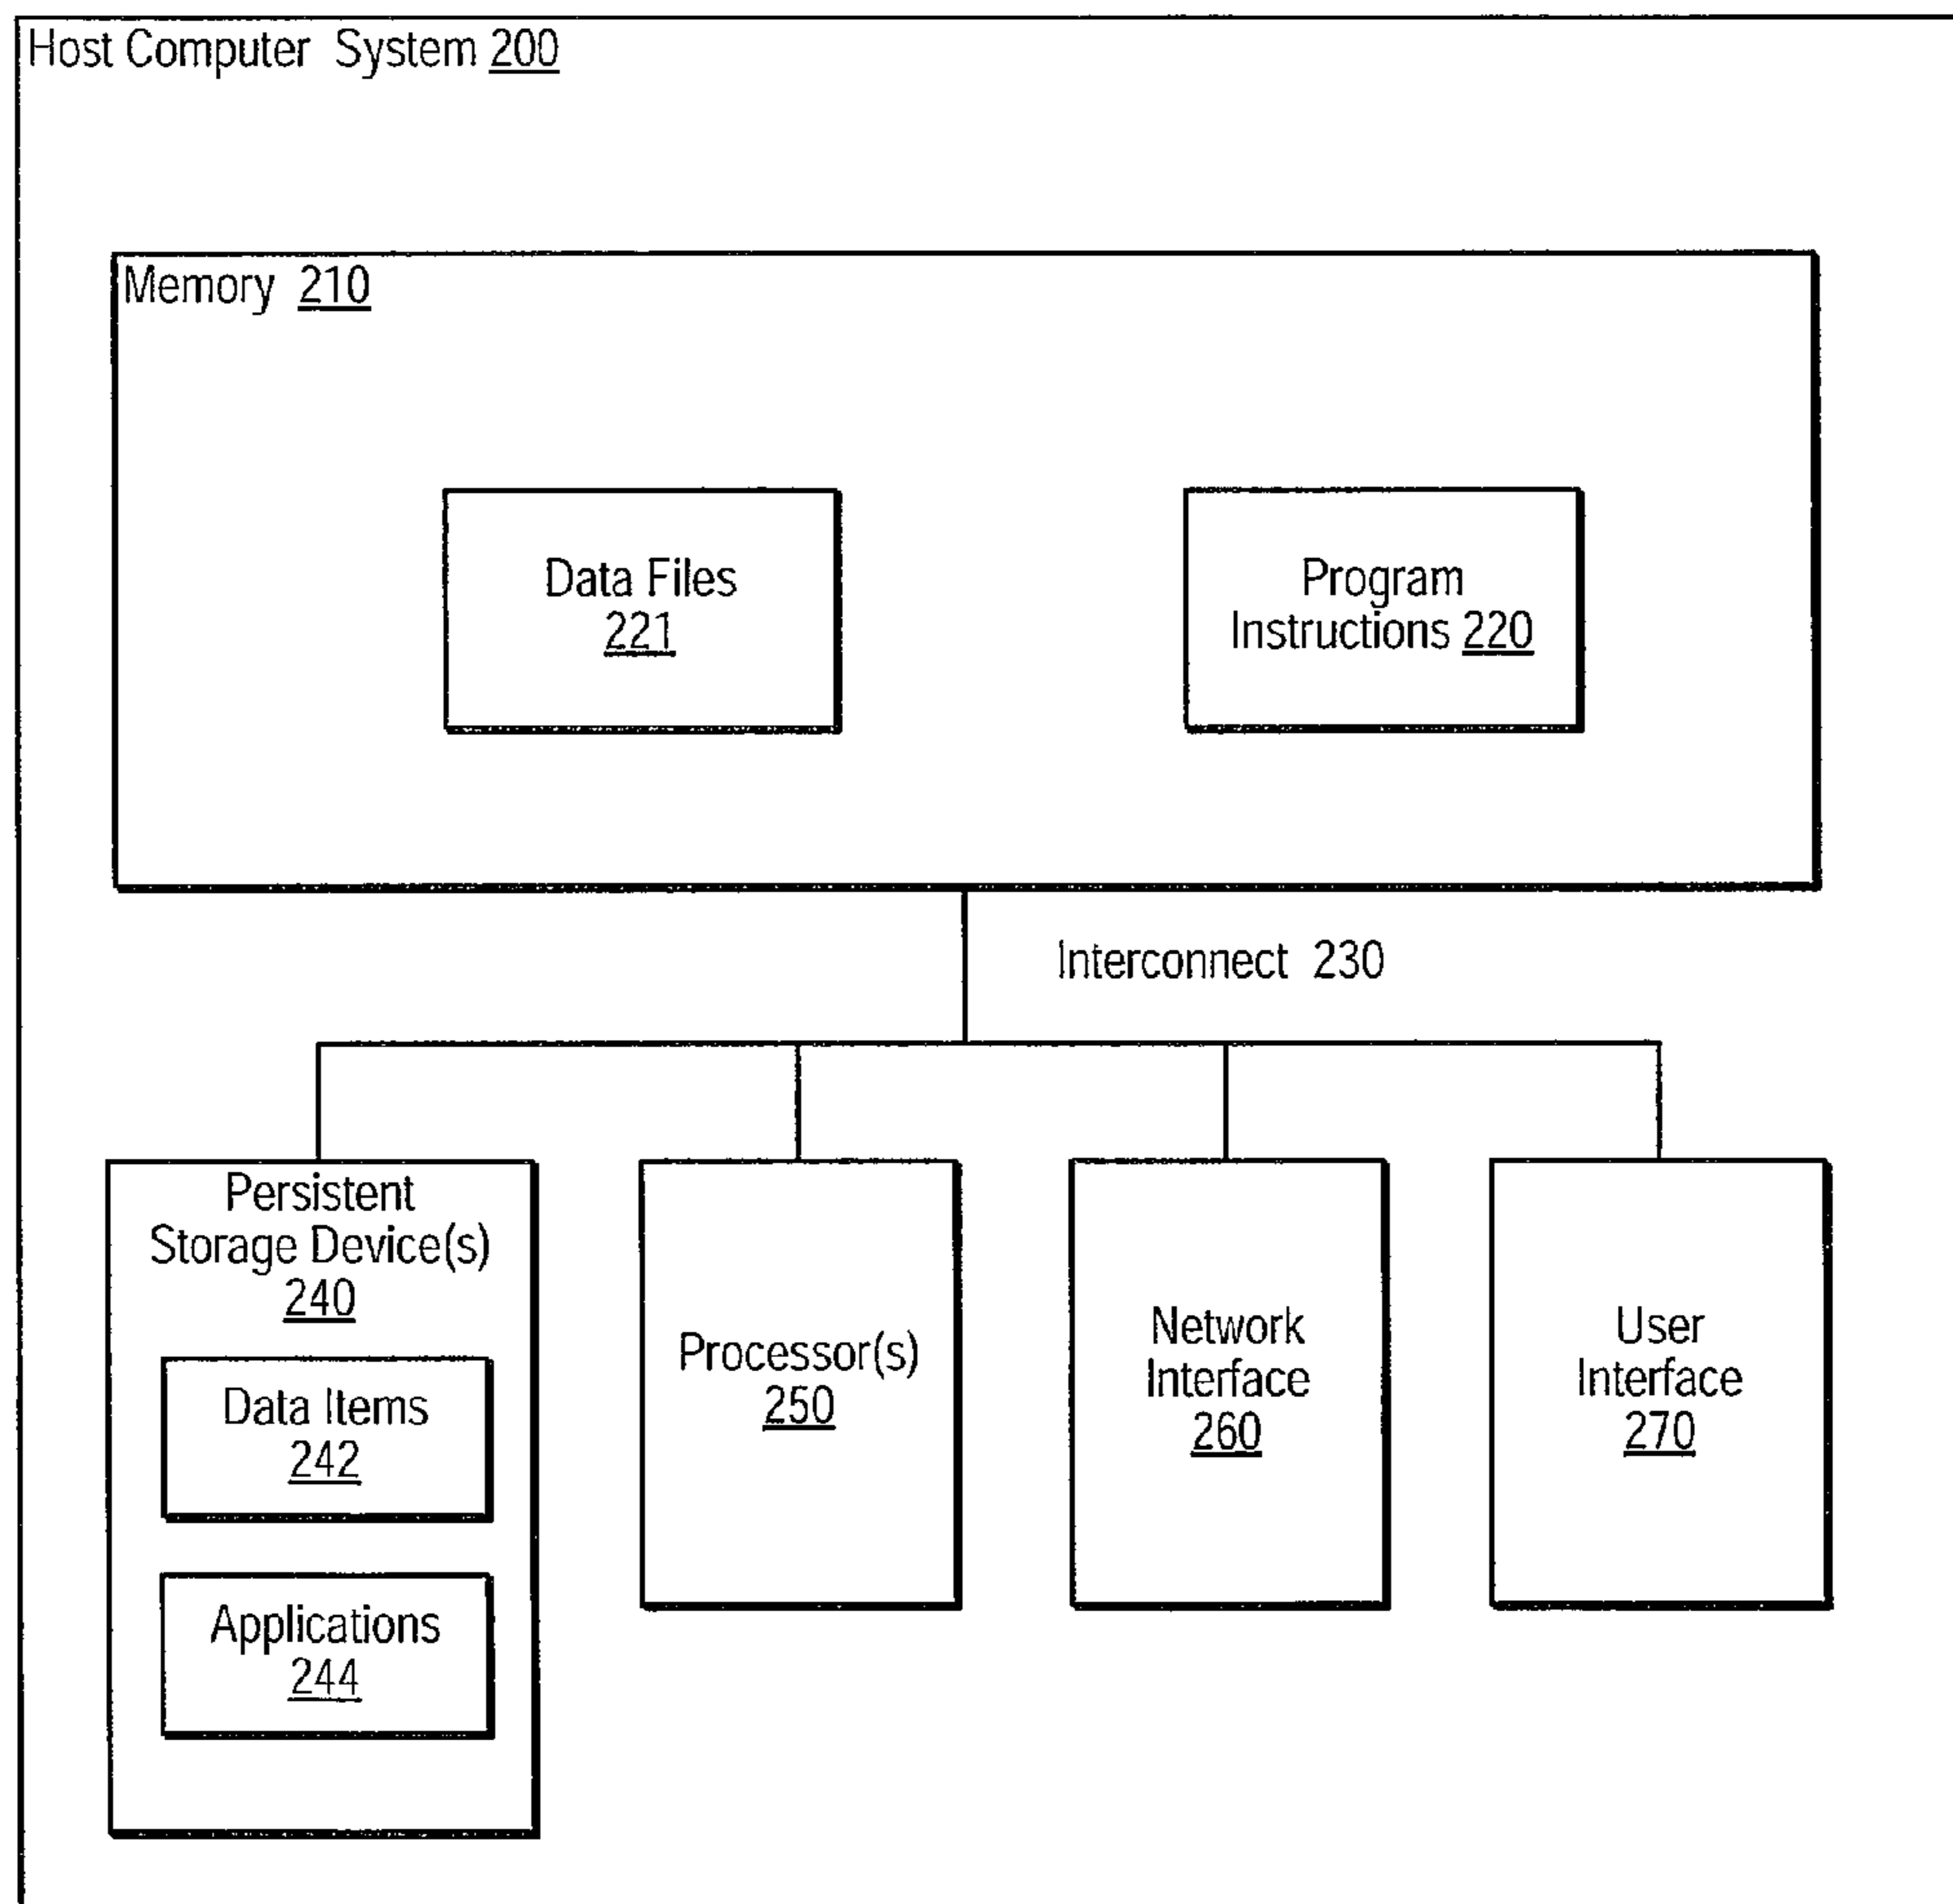 Host Computer System 200
Memory 210
Data Files
221
Program
Instructions 220
Interconnect 230
Persistent
Storage Device(s)
240
Data Items
242
Applications
244
Processor(s)
250
Network
Interface
260
User
Interface
270